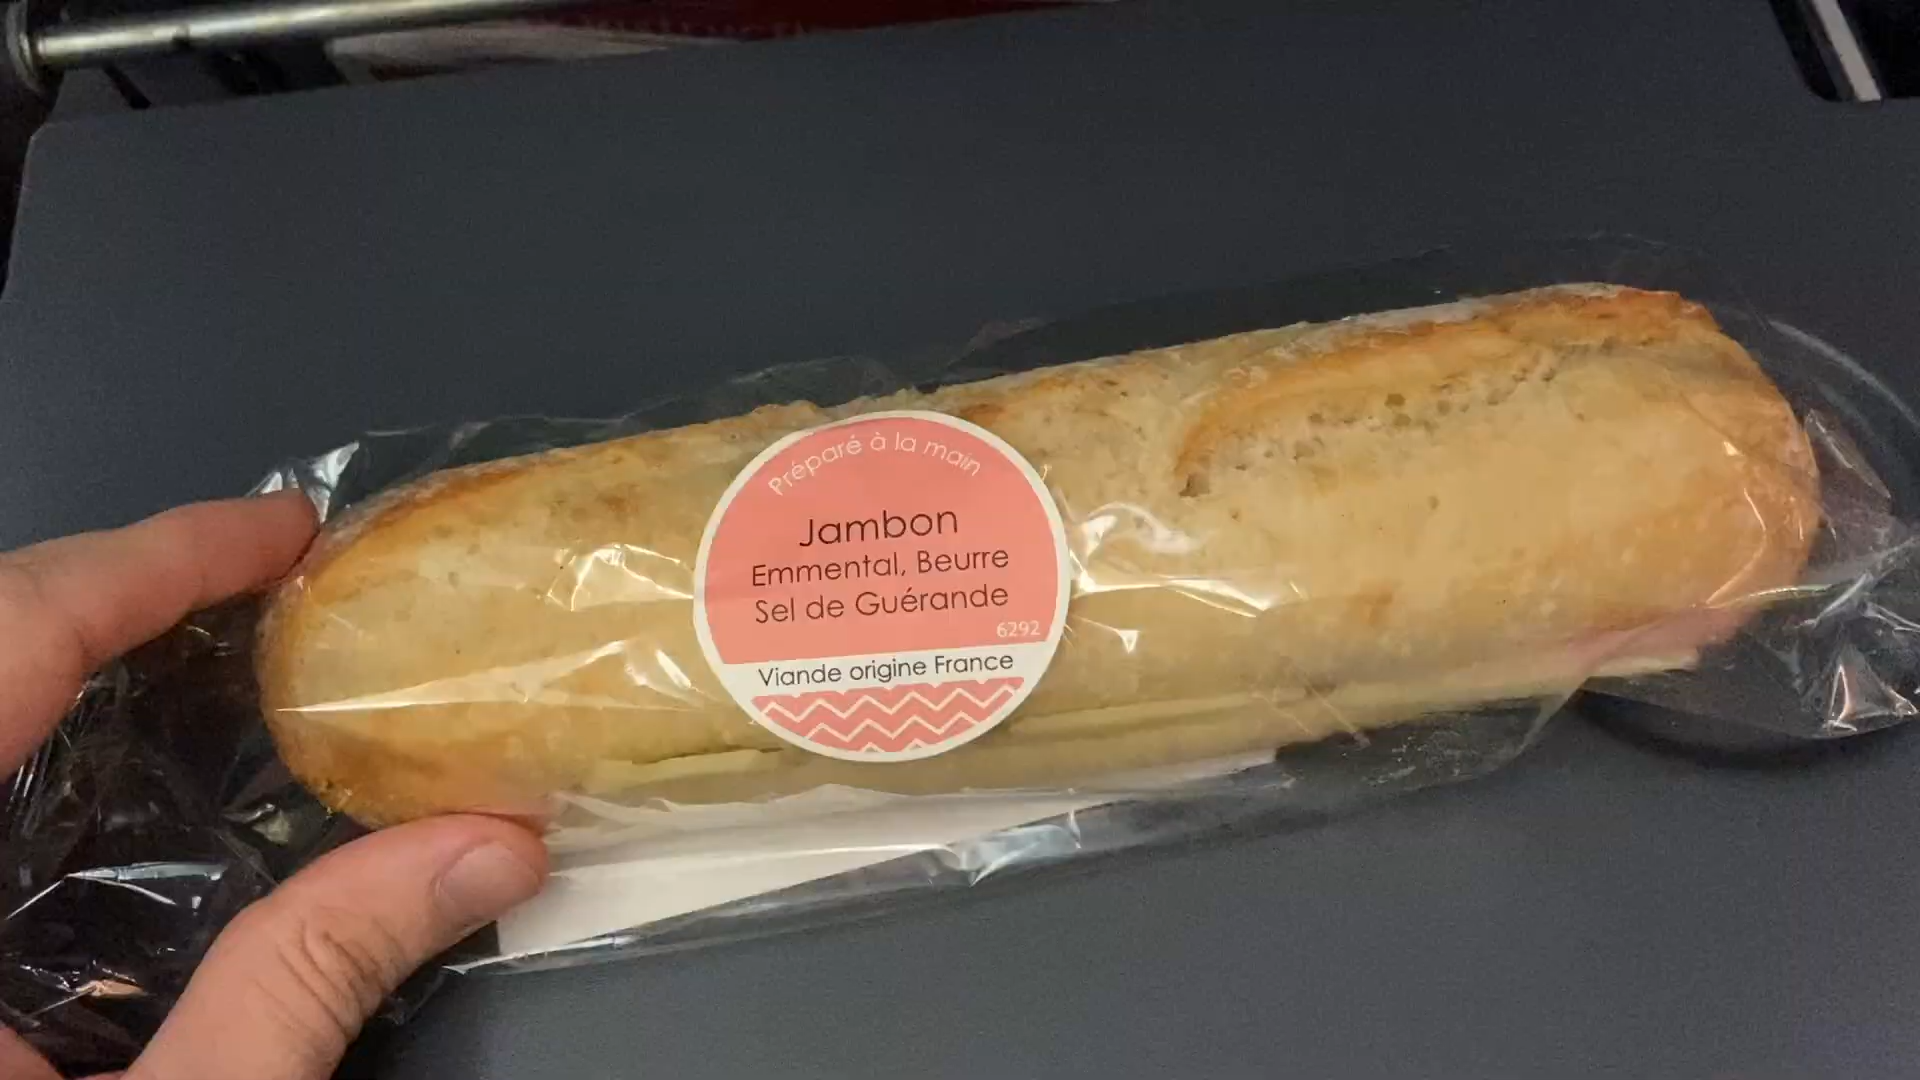 Préparé à la main
Jambon
Emmental, Beurre
Sel de Guérande
6292
Viande origine France